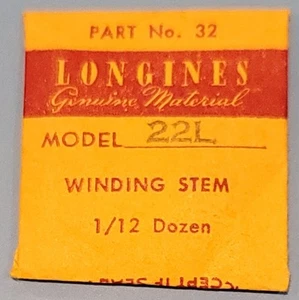 PART No. 32
LONGINES
Genuine Material
MODEL 22L
WINDING STEM
1/12 Dozen